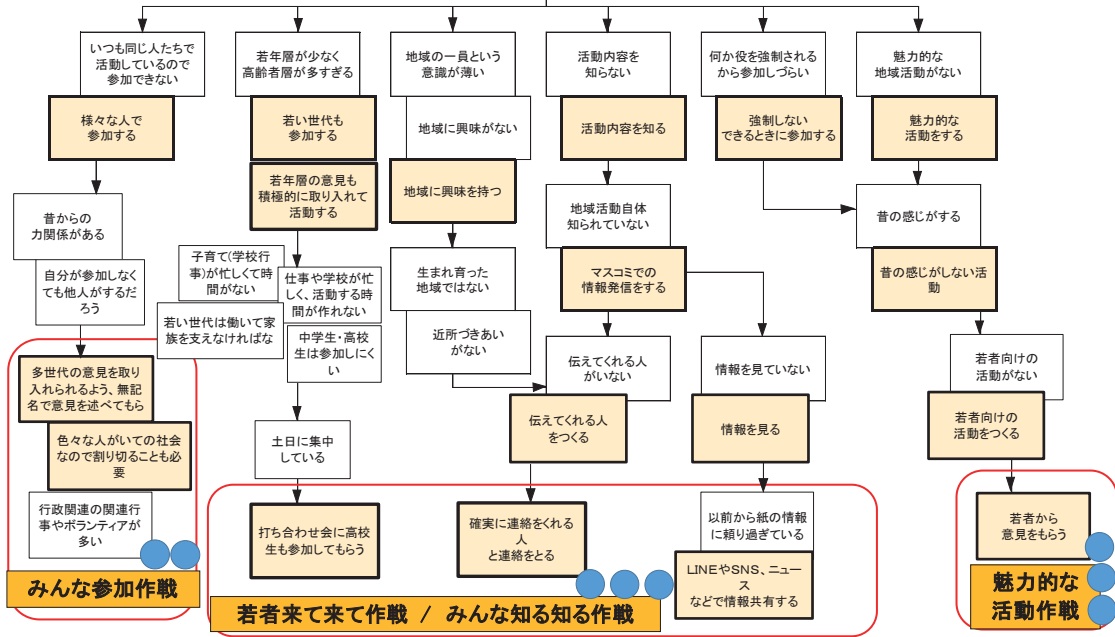 いつも同じ人たちで
活動しているので
参加できない
様々な人で
参加する
昔からの
力関係がある
自分が参加しなく
ても他人がするだ
ろう
多世代の意見を取り
入れられるよう、無記
名で意見を述べてもら
色々な人がいての社会
なので割り切ることも必
要
行政関連の関連行
事やボランティアが
多い
みんな参加作戦
若年層が少なく
高齢者層が多すぎる
若い世代も
参加する
若年層の意見も
積極的に取り入れて
活動する
子育て(学校行
事)が忙しくて時
間がない
仕事や学校が忙
しく、活動する時
間が作れない
若い世代は働いて家
族を支えなければな
中学生・高校
生は参加しにく
い
土日に集中
している
打ち合わせ会に高校
生も参加してもらう
地域の一員という
意識が薄い
地域に興味がない
地域に興味を持つ
生まれ育った
地域ではない
近所づきあい
がない
活動内容を
知らない
活動内容を知る
地域活動自体
知られていない
マスコミでの
情報発信をする
伝えてくれる人
がいない
伝えてくれる人
をつくる
確実に連絡をくれる
人
と連絡をとる
情報を見ていない
情報を見る
以前から紙の情報
に頼り過ぎている
LINEやSNS、ニュー
ス
などで情報共有する
若者来て来て作戦 / みんな知る知る作戦
何か役を強制される
から参加しづらい
強制しない
できるときに参加する
魅力的な
地域活動がない
魅力的な
活動をする
昔の感じがする
昔の感じがしない活
動
若者向けの
活動がない
若者向けの
活動をつくる
若者から
意見をもらう
魅力的な
活動作戦